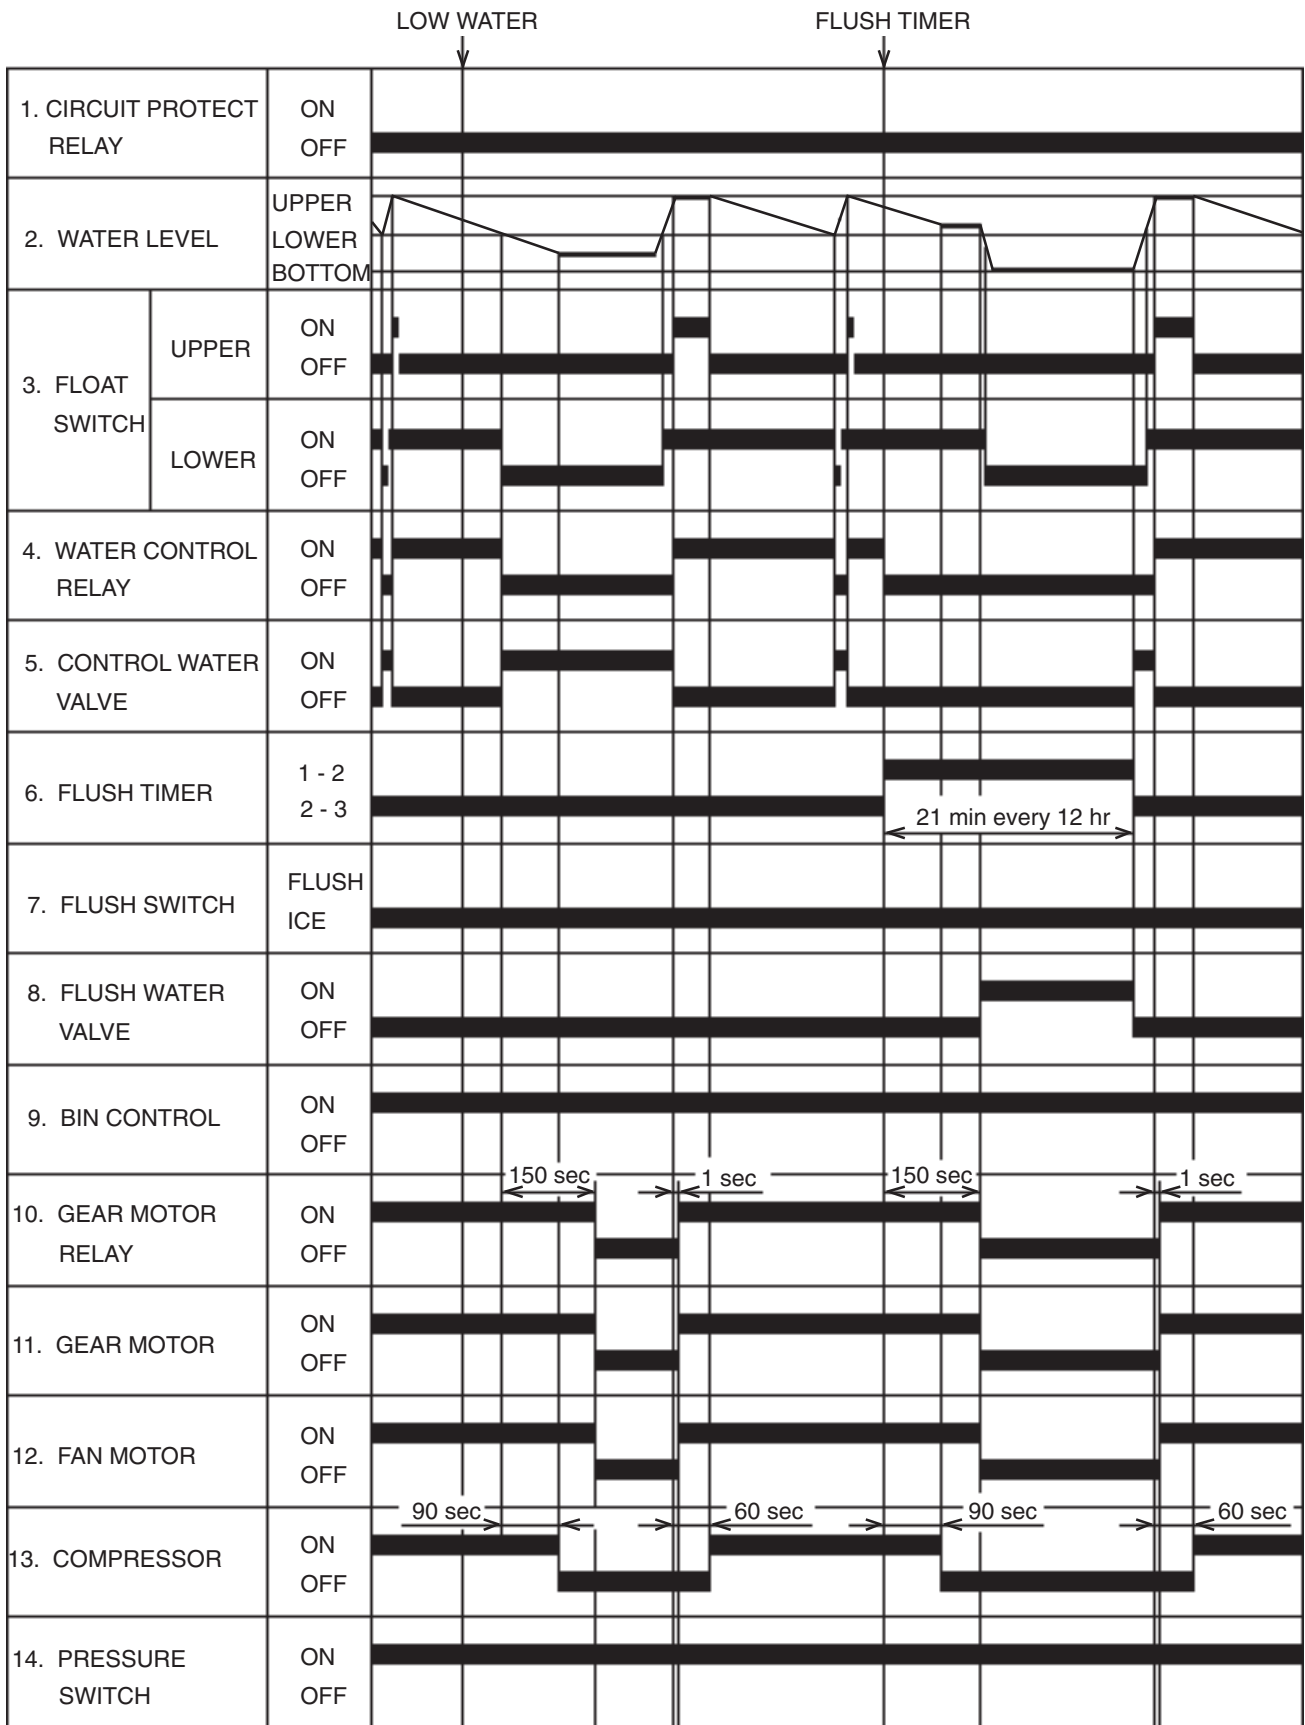 LOW WATER
FLUSH TIMER
1. CIRCUIT PROTECT
RELAY
ON
OFF
2. WATER LEVEL
UPPER
LOWER
BOTTOM
3. FLOAT
SWITCH
UPPER
ON
OFF
LOWER
ON
OFF
4. WATER CONTROL
RELAY
ON
OFF
5. CONTROL WATER
VALVE
ON
OFF
6. FLUSH TIMER
1 - 2
2 - 3
21 min every 12 hr
7. FLUSH SWITCH
FLUSH
ICE
8. FLUSH WATER
VALVE
ON
OFF
9. BIN CONTROL
ON
OFF
150 sec
1 sec
150 sec
1 sec
10. GEAR MOTOR
RELAY
ON
OFF
11. GEAR MOTOR
ON
OFF
12. FAN MOTOR
ON
OFF
90 sec
60 sec
90 sec
60 sec
13. COMPRESSOR
ON
OFF
14. PRESSURE
SWITCH
ON
OFF